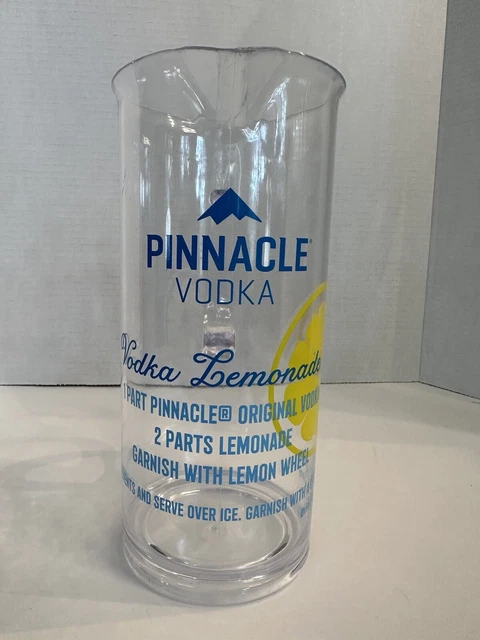 PINNACLE®
VODKA
Vodka Lemonade
1 PART PINNACLE® ORIGINAL VODKA
2 PARTS LEMONADE
GARNISH WITH LEMON WHEEL
AND SERVE OVER ICE. GARNISH WITH